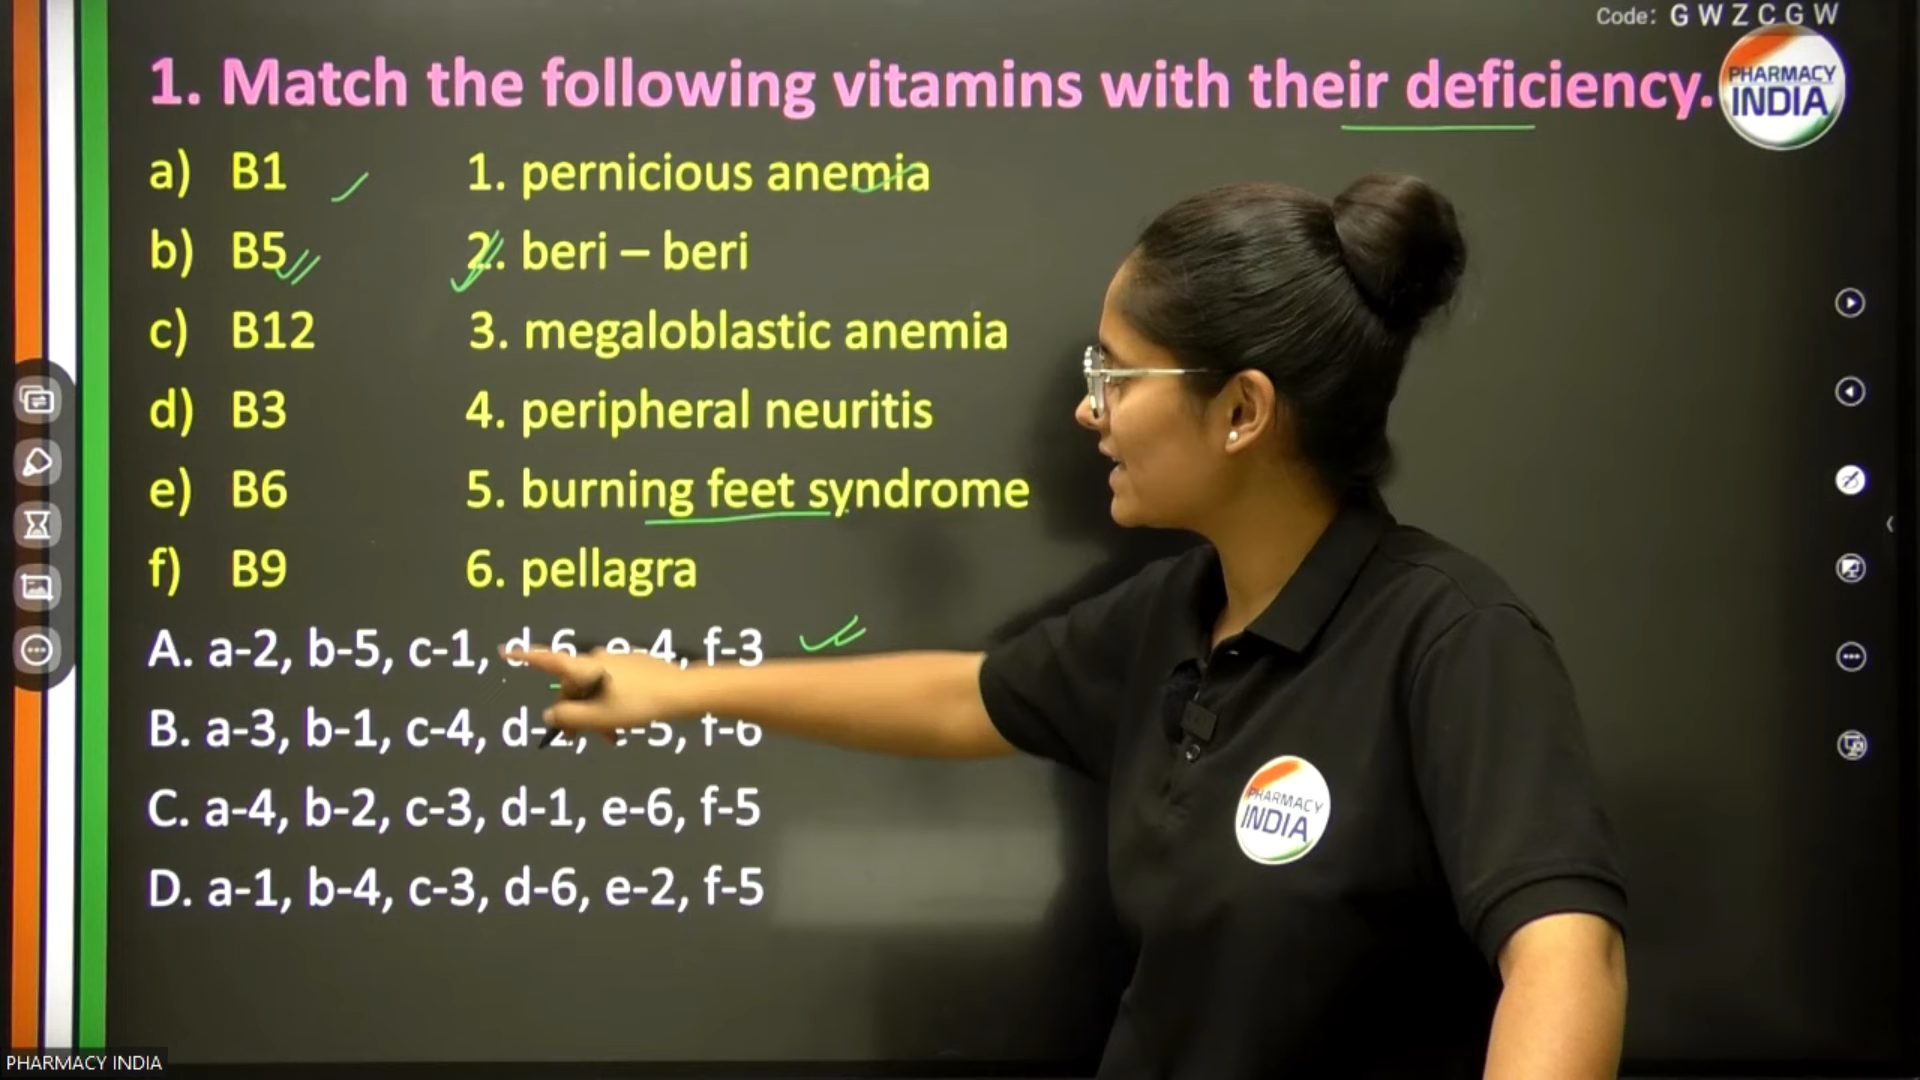 Code: GWZCGW
1. Match the following vitamins with their deficiency.
PHARMACY
INDIA
a) B1 1. pernicious anemia
b) B5 2. beri – beri
c) B12 3. megaloblastic anemia
d) B3 4. peripheral neuritis
e) B6 5. burning feet syndrome
f) B9 6. pellagra
A. a-2, b-5, c-1, d-6, e-4, f-3
B. a-3, b-1, c-4, d-2, e-5, f-6
C. a-4, b-2, c-3, d-1, e-6, f-5
D. a-1, b-4, c-3, d-6, e-2, f-5
PHARMACY
INDIA
PHARMACY INDIA